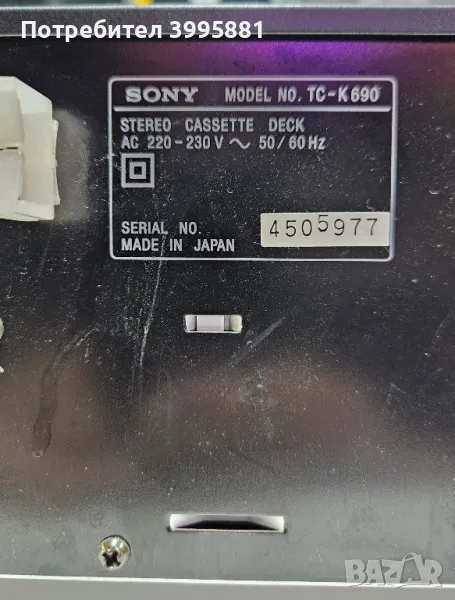 Потребител 3995881
SONY MODEL NO. TC-K690
STEREO CASSETTE DECK
AC 220-230 V ~ 50/60 Hz
SERIAL NO. 4505977
MADE IN JAPAN
BAZAR